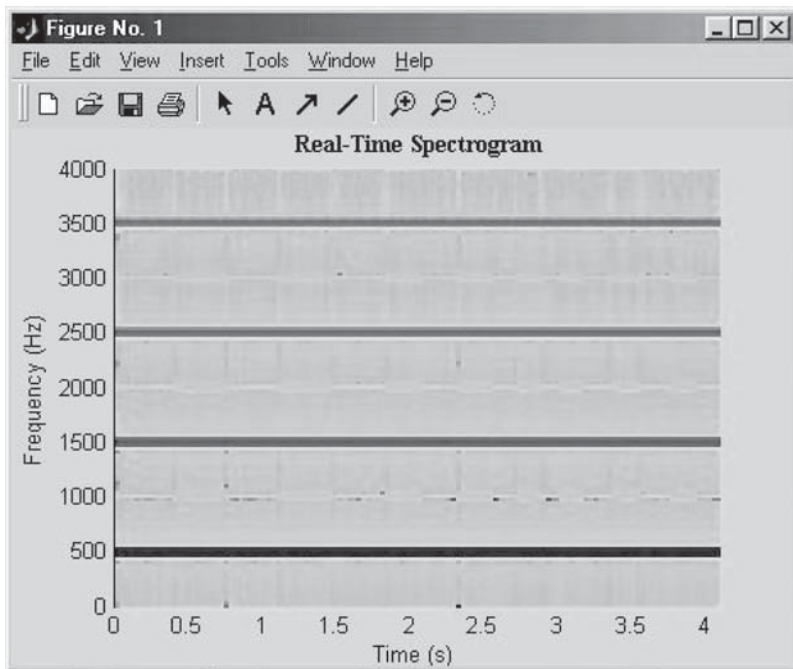 Figure No. 1
File Edit View Insert Tools Window Help
A
Real-Time Spectrogram
4000
3500
3000
2500
2000
1500
1000
500
0
Frequency (Hz)
0 0.5 1 1.5 2 2.5 3 3.5 4
Time (s)